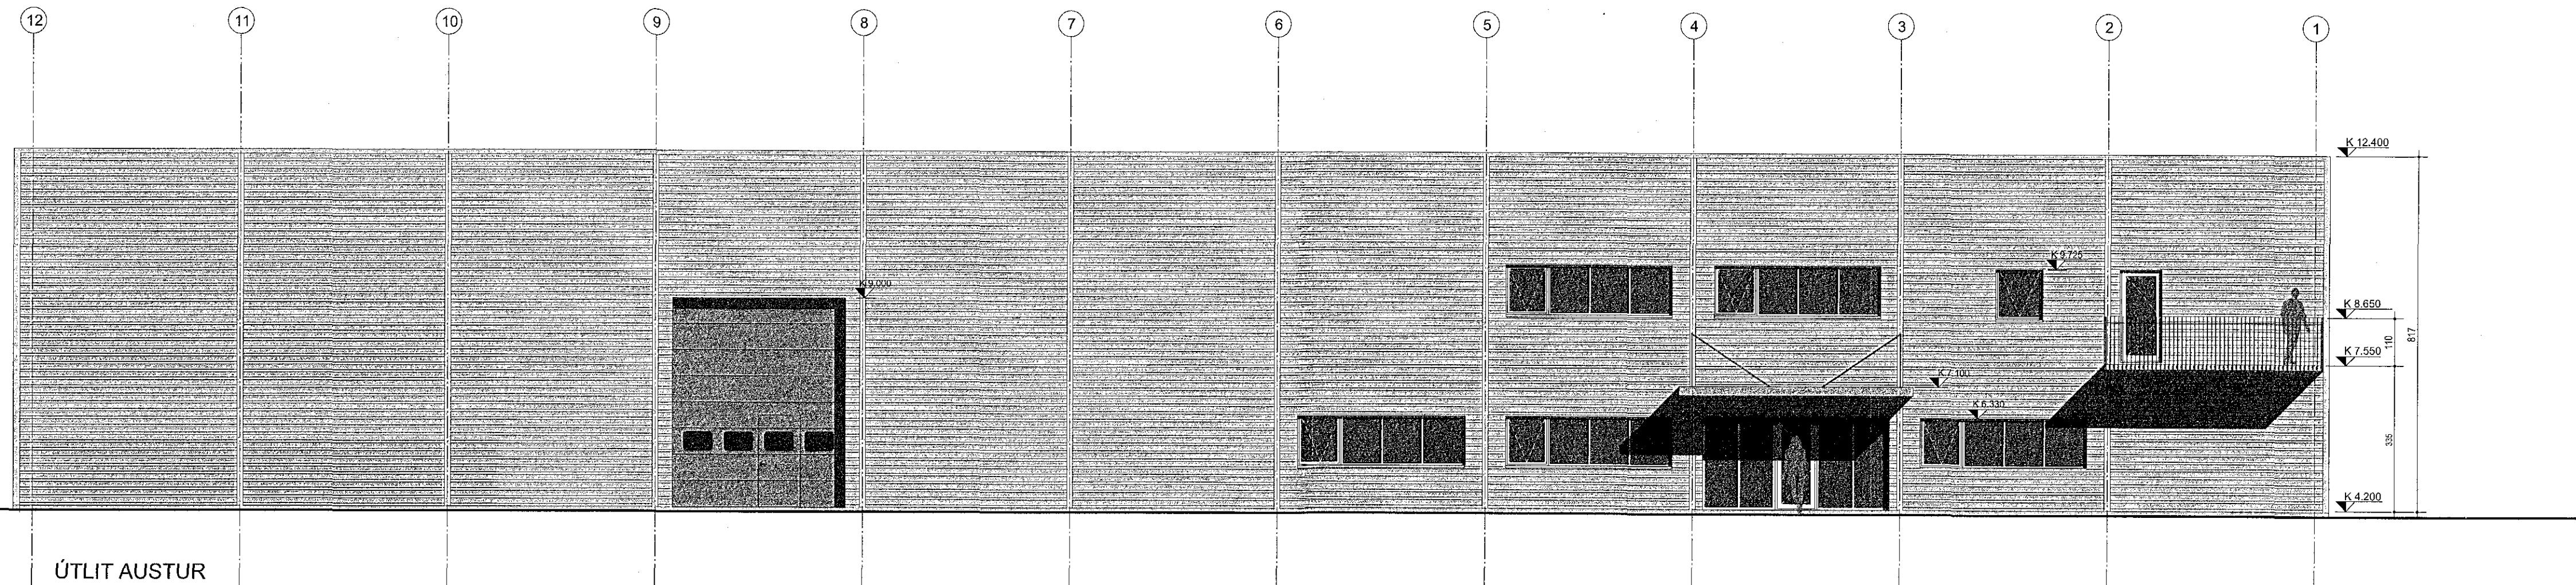 12 11 10 9 8 7 6 5 4 3 2 1
K 12.400
K 9.725
K 9.000
K 8.650
110
817
K 7.550
K 7.100
K 6.330
335
K 4.200
ÚTLIT AUSTUR